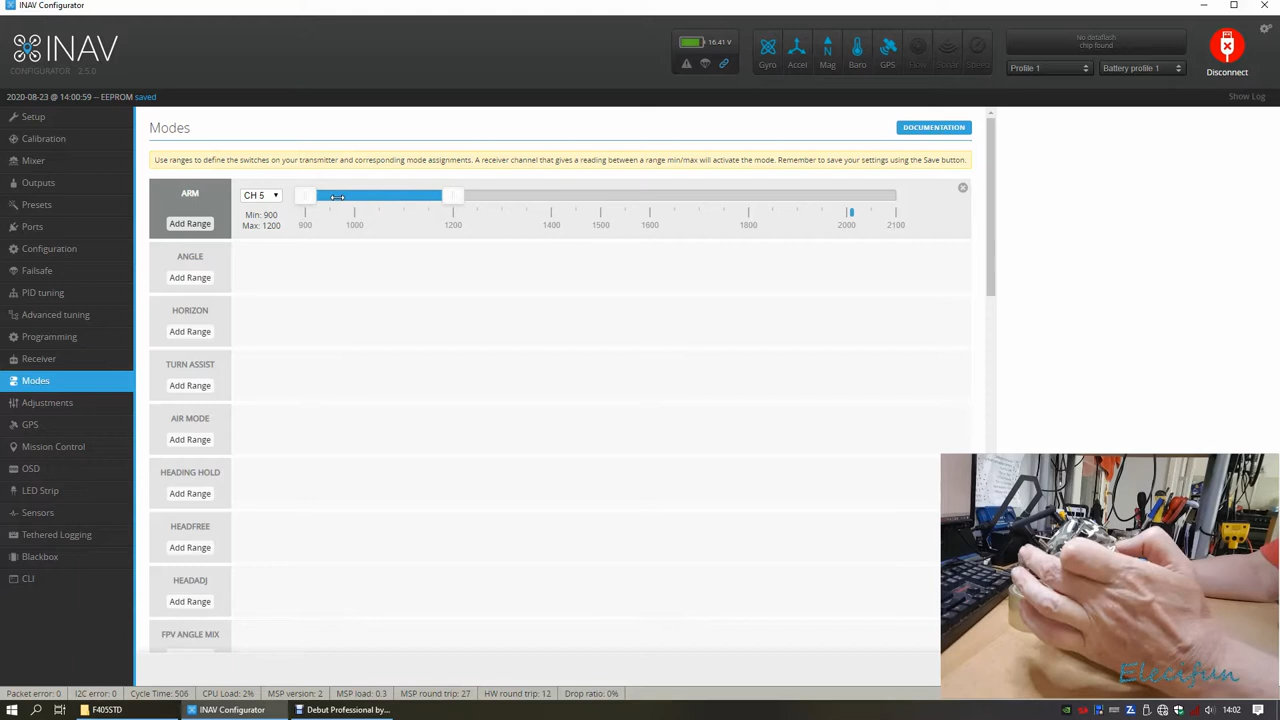 INAV Configurator
INAV
CONFIGURATOR 2.5.0
16.41 V
Gyro Accel Mag Baro GPS Flow Sonar Speed
No dataflash
chip found
Profile 1
Battery profile 1
Disconnect
2020-08-23 @ 14:00:59 -- EEPROM saved
Show Log
Setup
Calibration
Mixer
Outputs
Presets
Ports
Configuration
Failsafe
PID tuning
Advanced tuning
Programming
Receiver
Modes
Adjustments
GPS
Mission Control
OSD
LED Strip
Sensors
Tethered Logging
Blackbox
CLI
Modes
DOCUMENTATION
Use ranges to define the switches on your transmitter and corresponding mode assignments. A receiver channel that gives a reading between a range min/max will activate the mode. Remember to save your settings using the Save button.
ARM
Add Range
CH 5
Min: 900
Max: 1200
900 1000 1200 1400 1500 1600 1800 2000 2100
ANGLE
Add Range
HORIZON
Add Range
TURN ASSIST
Add Range
AIR MODE
Add Range
HEADING HOLD
Add Range
HEADFREE
Add Range
HEADADJ
Add Range
FPV ANGLE MIX
Elecifun
Packet error: 0 I2C error: 0 Cycle Time: 506 CPU Load: 2% MSP version: 2 MSP load: 0.3 MSP round trip: 27 HW round trip: 12 Drop ratio: 0%
F405STD
INAV Configurator
Debut Professional by...
14:02